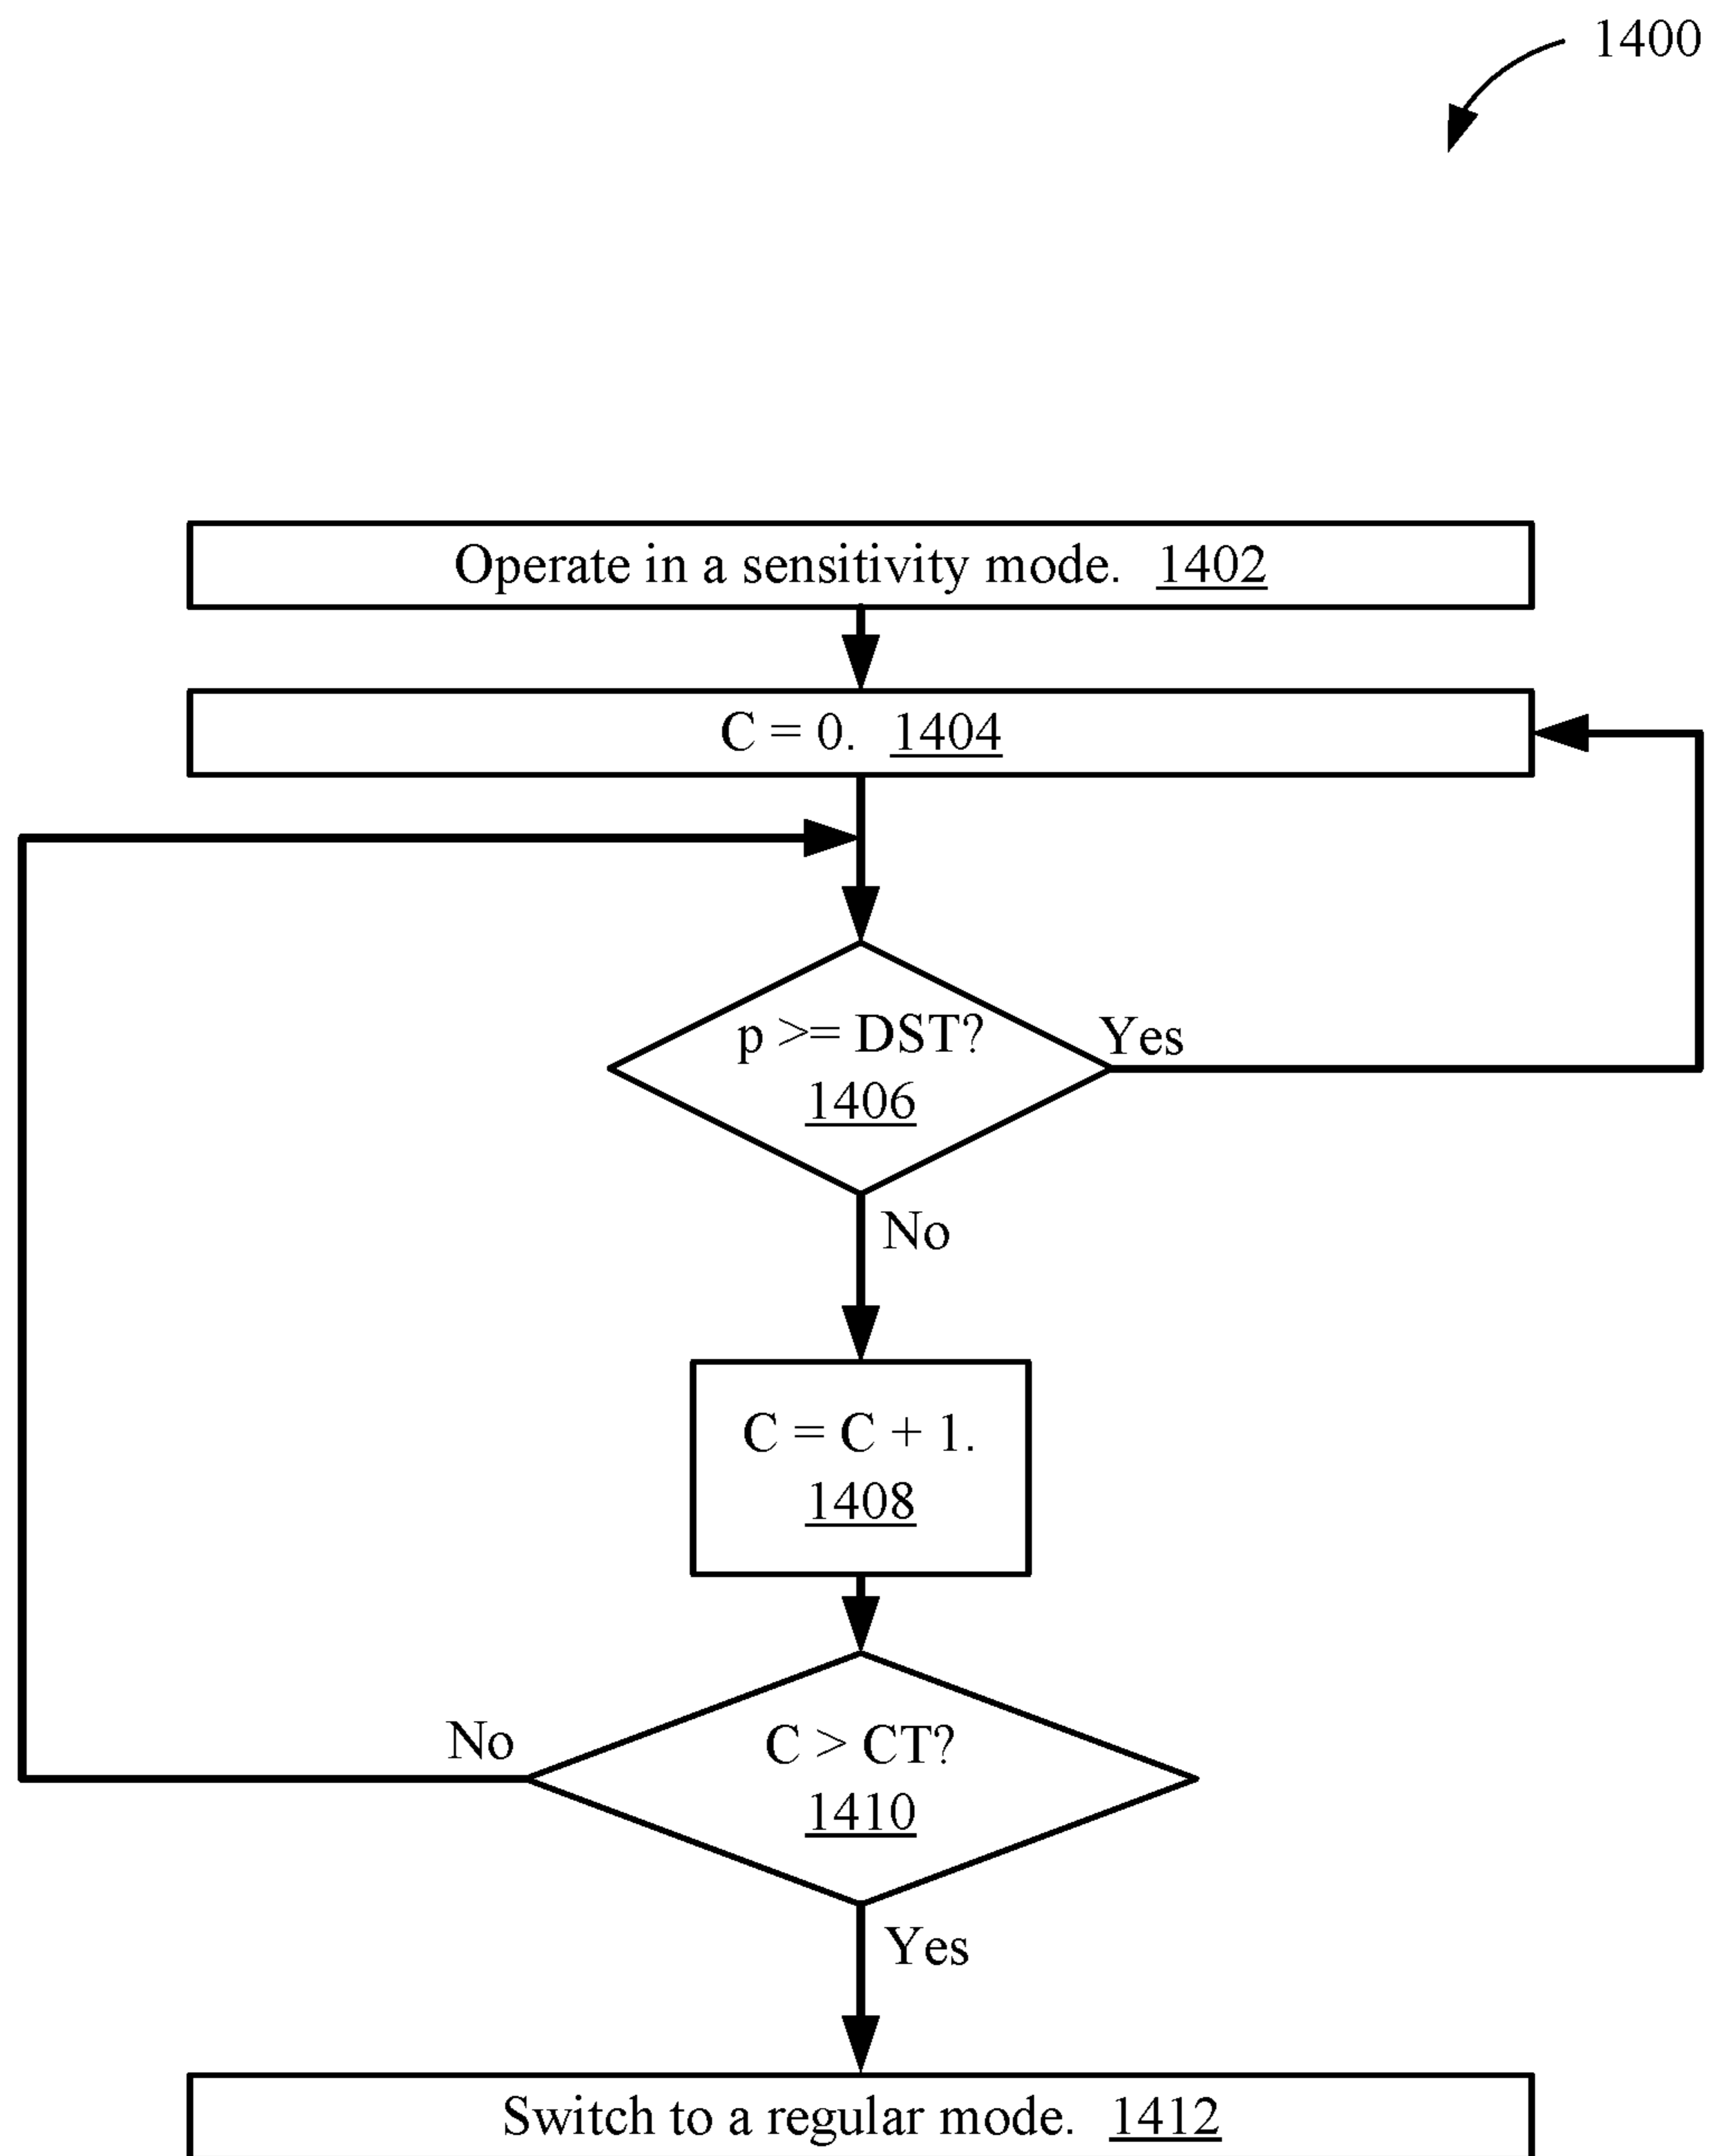 1400
Operate in a sensitivity mode. 1402
C = 0. 1404
p >= DST?
1406
Yes
No
C = C + 1.
1408
C > CT?
1410
No
Yes
Switch to a regular mode. 1412